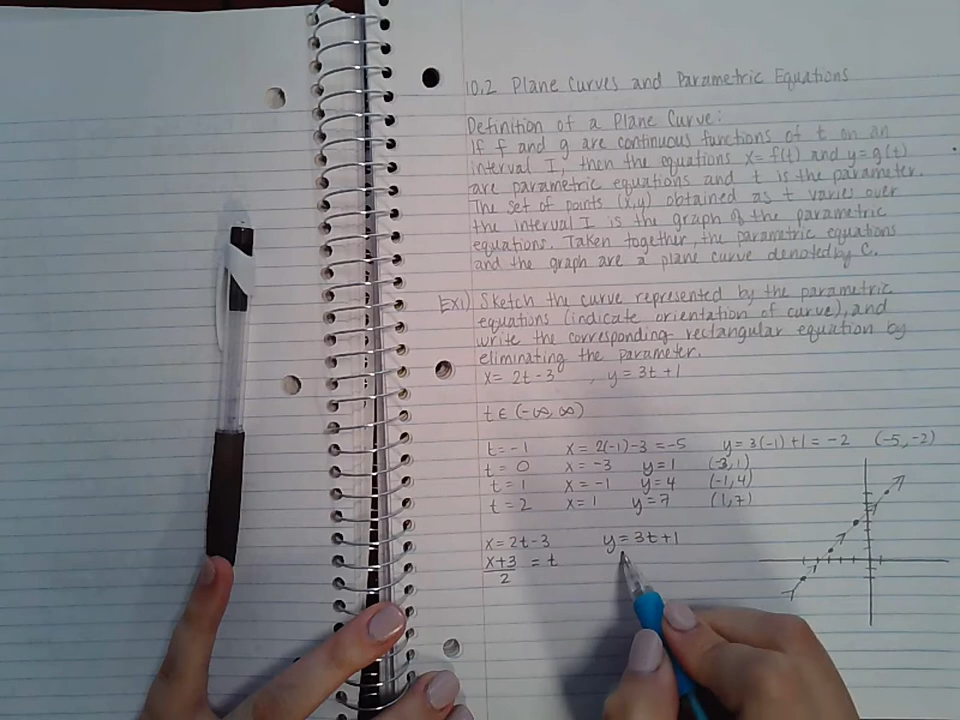 10.2 Plane Curves and Parametric Equations
Definition of a Plane Curve:
If f and g are continuous functions of t on an
interval I, then the equations x = f(t) and y = g(t)
are parametric equations and t is the parameter.
The set of points (x,y) obtained as t varies over
the interval I is the graph of the parametric
equations. Taken together, the parametric equations
and the graph are a plane curve denoted by C.
Ex1) Sketch the curve represented by the parametric
equations (indicate orientation of curve), and
write the corresponding rectangular equation by
eliminating the parameter.
x = 2t - 3 , y = 3t + 1
t ∈ (-∞, ∞)
t = -1 x = 2(-1) - 3 = -5 y = 3(-1) + 1 = -2 (-5, -2)
t = 0 x = -3 y = 1 (-3, 1)
t = 1 x = -1 y = 4 (-1, 4)
t = 2 x = 1 y = 7 (1, 7)
x = 2t - 3 y = 3t + 1
x+3 = t
2